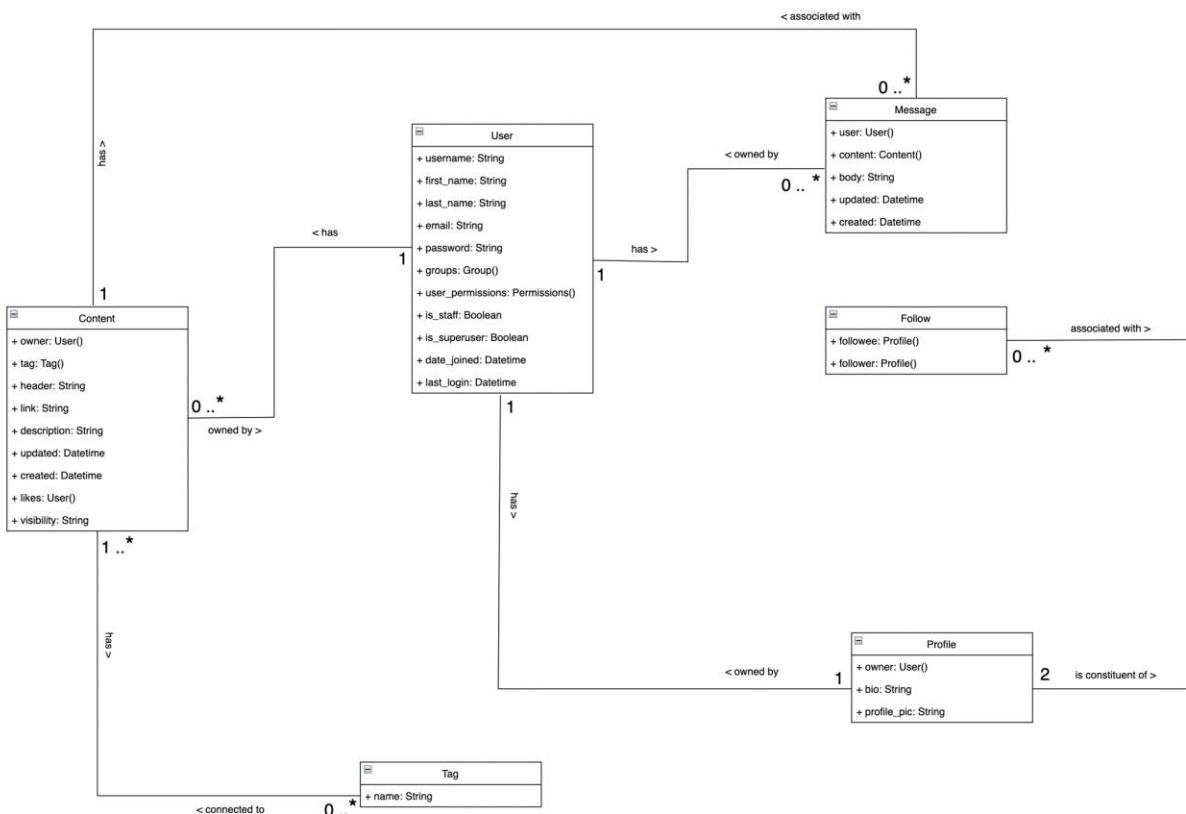 < associated with
0 ..*
has >
1
Message
+ user: User()
+ content: Content()
+ body: String
+ updated: Datetime
+ created: Datetime
User
+ username: String
+ first_name: String
+ last_name: String
+ email: String
+ password: String
+ groups: Group()
+ user_permissions: Permissions()
+ is_staff: Boolean
+ is_superuser: Boolean
+ date_joined: Datetime
+ last_login: Datetime
< owned by
0 .. *
has >
1
< has
1
0 ..*
owned by >
Content
+ owner: User()
+ tag: Tag()
+ header: String
+ link: String
+ description: String
+ updated: Datetime
+ created: Datetime
+ likes: User()
+ visibility: String
Follow
+ followee: Profile()
+ follower: Profile()
associated with >
0 .. *
1
has >
< owned by
1
Profile
+ owner: User()
+ bio: String
+ profile_pic: String
2
is constituent of >
1 ..*
has >
< connected to
0 ..*
Tag
+ name: String